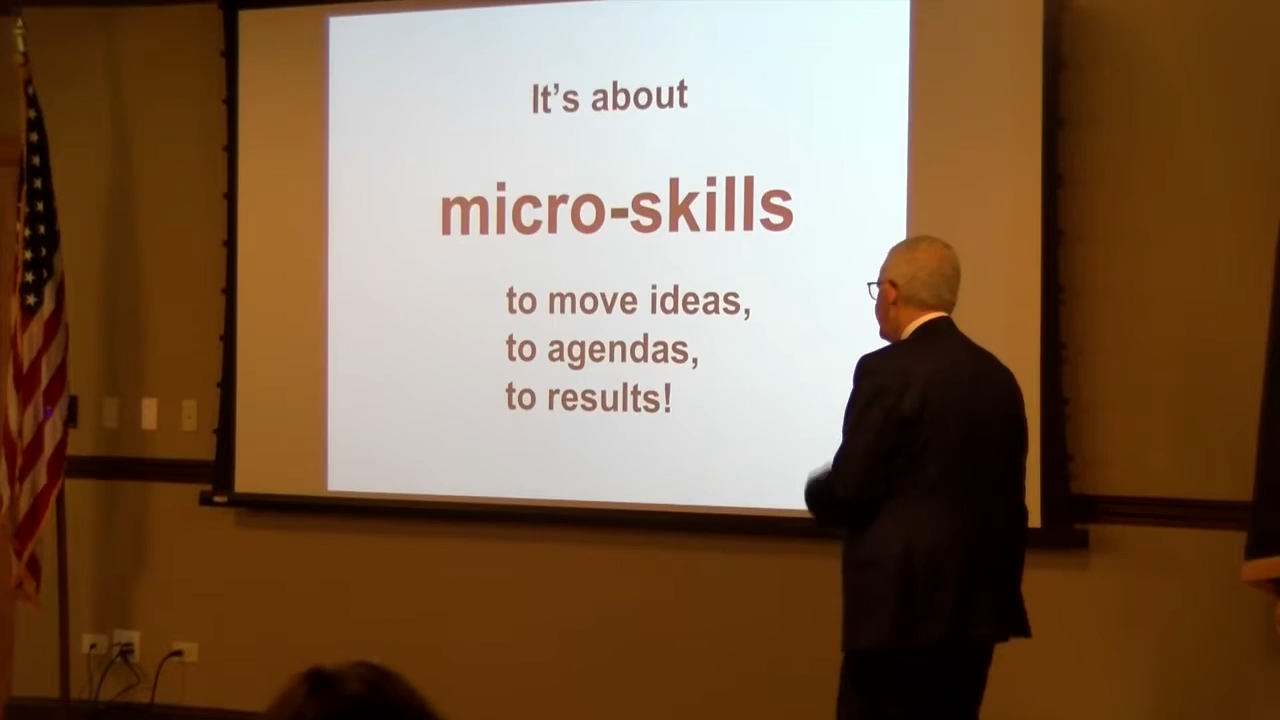 It’s about
micro-skills
to move ideas,
to agendas,
to results!